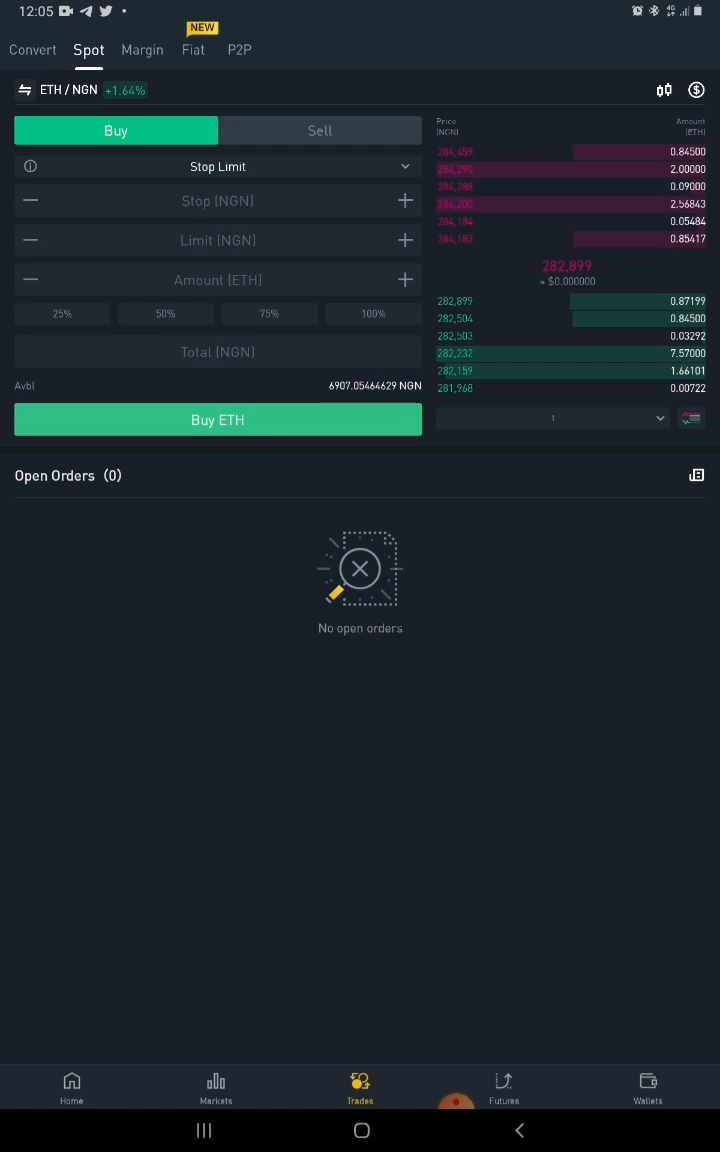 12:05
4G
NEW
Convert Spot Margin Fiat P2P
ETH / NGN +1.64%
Buy Sell
Stop Limit
Stop (NGN)
Limit (NGN)
Amount (ETH)
25% 50% 75% 100%
Total (NGN)
Avbl 6907.05464629 NGN
Buy ETH
Price Amount
(NGN) (ETH)
284,459 0.84500
284,290 2.00000
284,288 0.09000
284,200 2.56843
284,184 0.05484
284,183 0.85417
282,899
≈ $0.000000
282,899 0.87199
282,504 0.84500
282,503 0.03292
282,232 7.57000
282,159 1.66101
281,968 0.00722
1
Open Orders (0)
No open orders
Home Markets Trades Futures Wallets